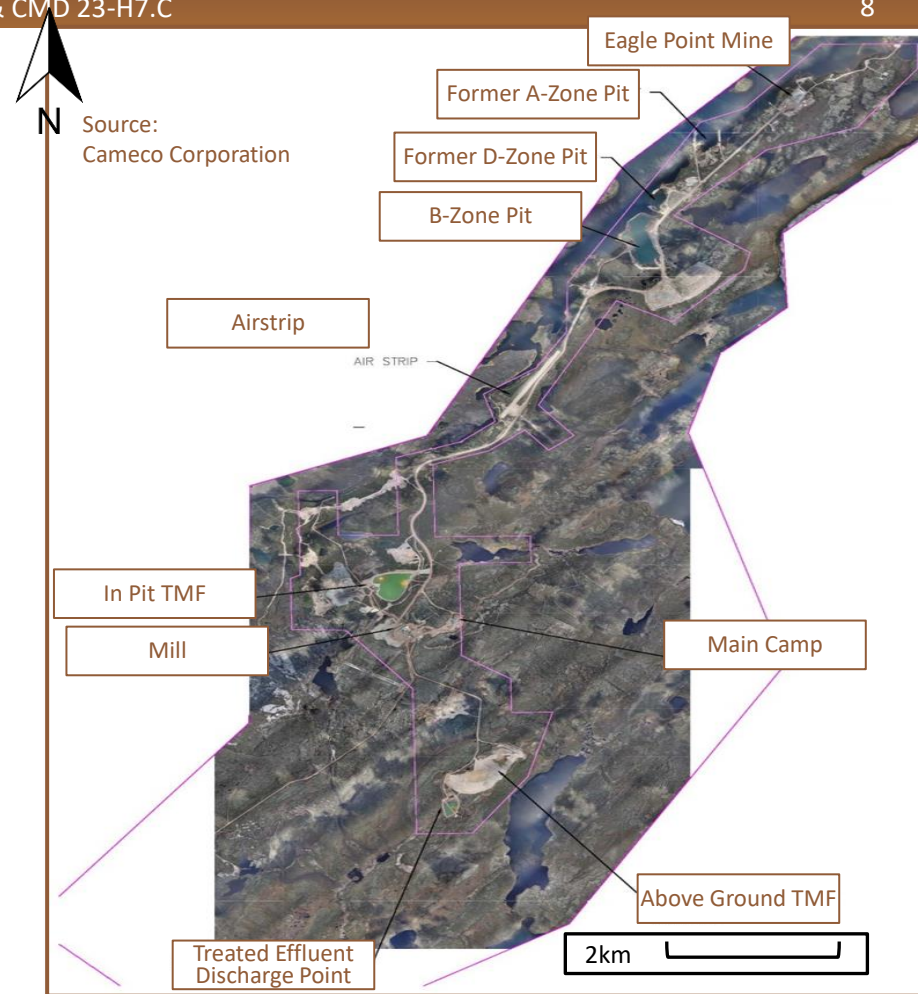 & CMD 23-H7.C 8
Eagle Point Mine
N
Source:
Cameco Corporation
Former A-Zone Pit
Former D-Zone Pit
B-Zone Pit
Airstrip
AIR STRIP
In Pit TMF
Mill
Main Camp
Above Ground TMF
Treated Effluent
Discharge Point
2km